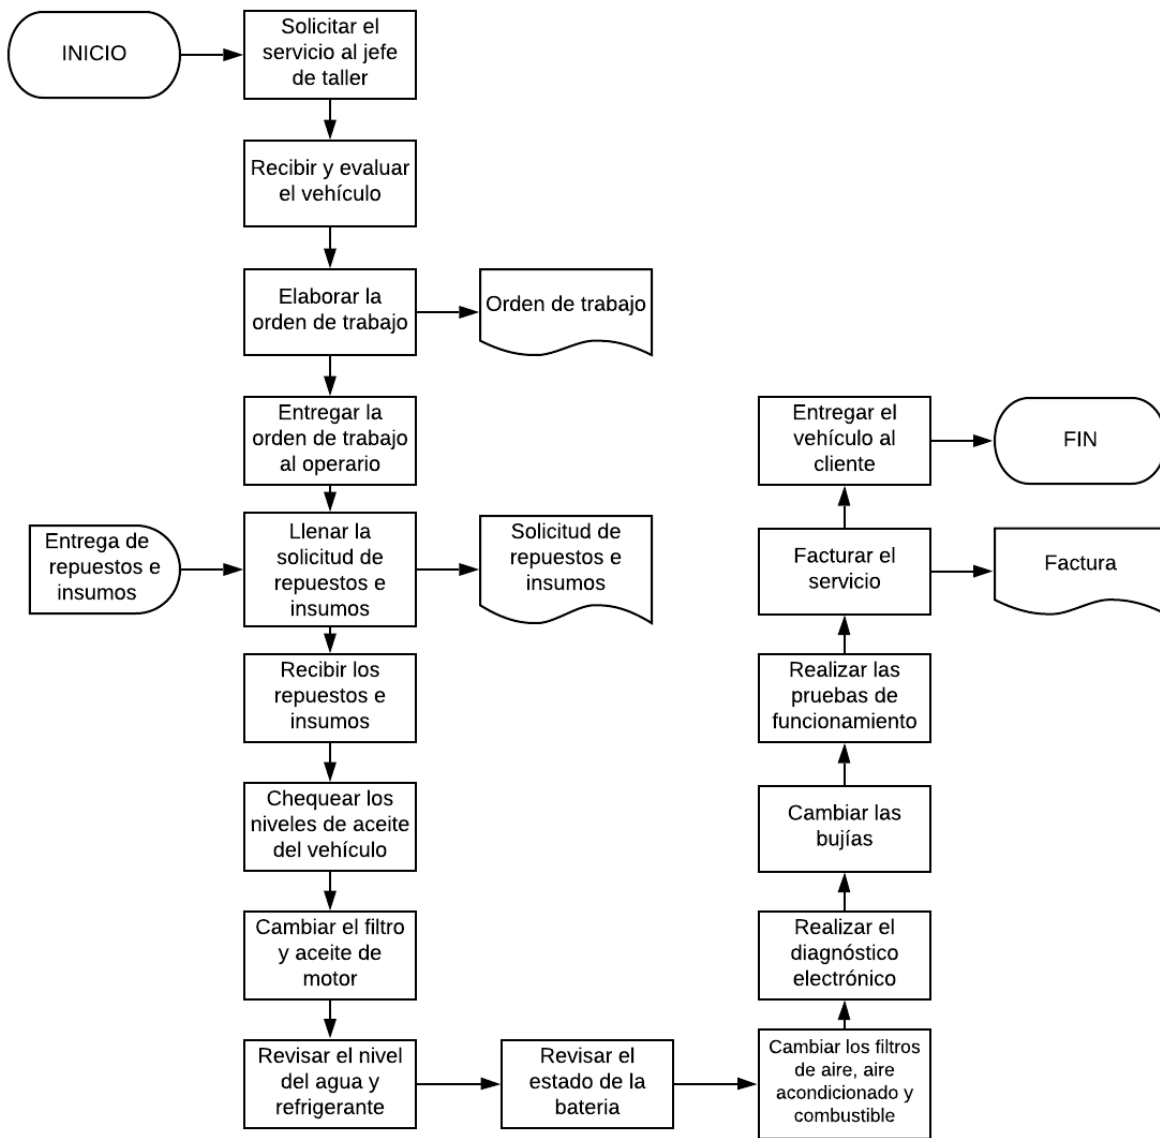 INICIO
Solicitar el
servicio al jefe
de taller
Recibir y evaluar
el vehículo
Elaborar la
orden de trabajo
Orden de trabajo
Entregar la
orden de trabajo
al operario
Entrega de
repuestos e
insumos
Llenar la
solicitud de
repuestos e
insumos
Solicitud de
repuestos e
insumos
Recibir los
repuestos e
insumos
Chequear los
niveles de aceite
del vehículo
Cambiar el filtro
y aceite de
motor
Revisar el nivel
del agua y
refrigerante
Revisar el
estado de la
bateria
Cambiar los filtros
de aire, aire
acondicionado y
combustible
Realizar el
diagnóstico
electrónico
Cambiar las
bujías
Realizar las
pruebas de
funcionamiento
Facturar el
servicio
Factura
Entregar el
vehículo al
cliente
FIN